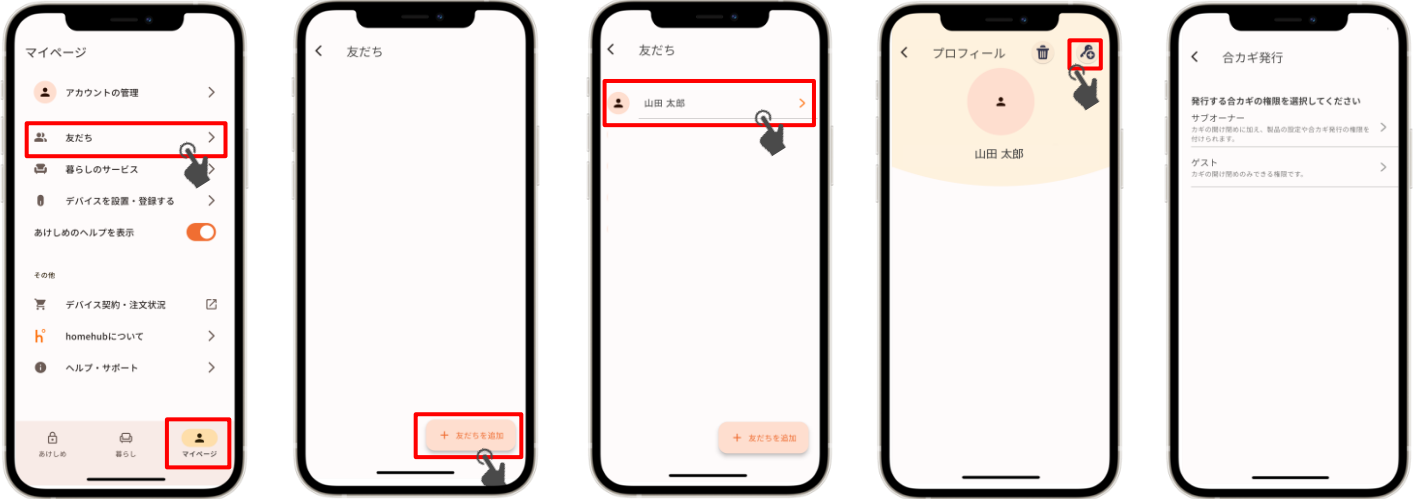 マイページ
アカウントの管理
友だち
暮らしのサービス
デバイスを設置・登録する
あけしめのヘルプを表示
その他
デバイス契約・注文状況
homehubについて
ヘルプ・サポート
あけしめ
暮らし
マイページ
友だち
+ 友だちを追加
友だち
山田 太郎
+ 友だちを追加
プロフィール
山田 太郎
合カギ発行
発行する合カギの権限を選択してください
サブオーナー
カギの開け閉めに加え、製品の設定や合カギ発行の権限を
付けられます。
ゲスト
カギの開け閉めのみできる権限です。